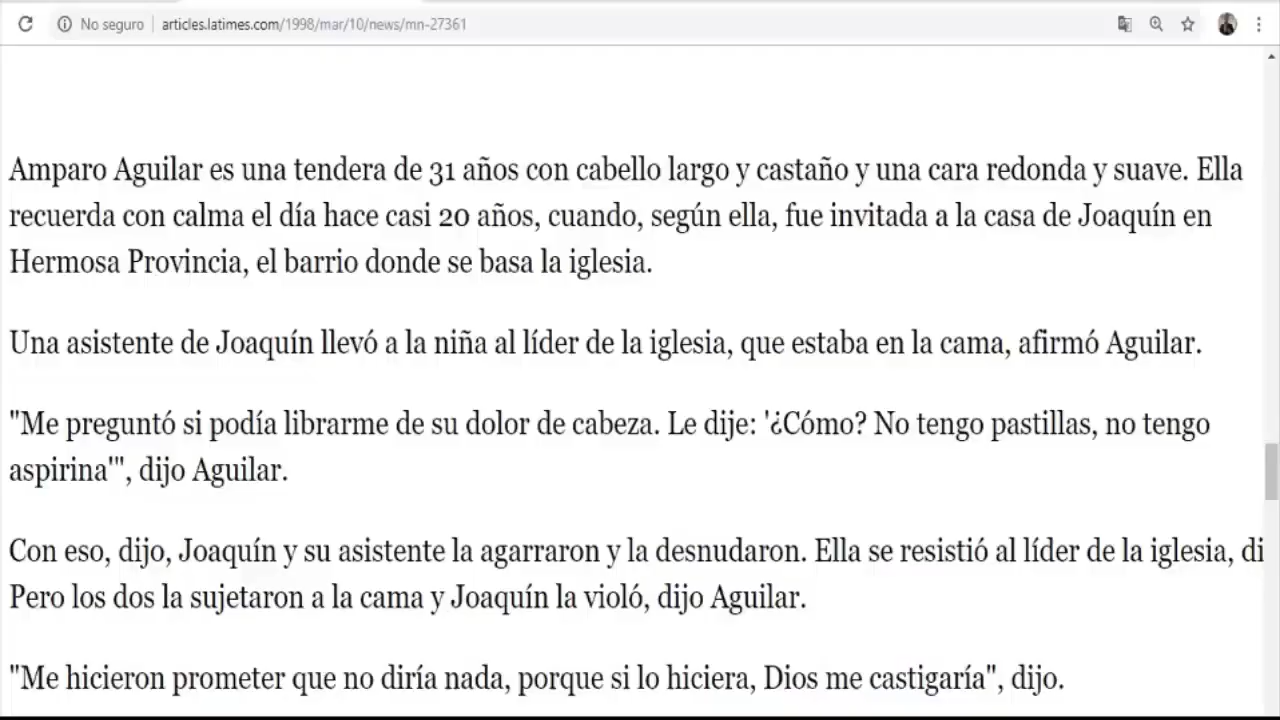 No seguro
articles.latimes.com/1998/mar/10/news/mn-27361
Amparo Aguilar es una tendera de 31 años con cabello largo y castaño y una cara redonda y suave. Ella
recuerda con calma el día hace casi 20 años, cuando, según ella, fue invitada a la casa de Joaquín en
Hermosa Provincia, el barrio donde se basa la iglesia.
Una asistente de Joaquín llevó a la niña al líder de la iglesia, que estaba en la cama, afirmó Aguilar.
"Me preguntó si podía librarme de su dolor de cabeza. Le dije: '¿Cómo? No tengo pastillas, no tengo
aspirina'", dijo Aguilar.
Con eso, dijo, Joaquín y su asistente la agarraron y la desnudaron. Ella se resistió al líder de la iglesia, di
Pero los dos la sujetaron a la cama y Joaquín la violó, dijo Aguilar.
"Me hicieron prometer que no diría nada, porque si lo hiciera, Dios me castigaría", dijo.